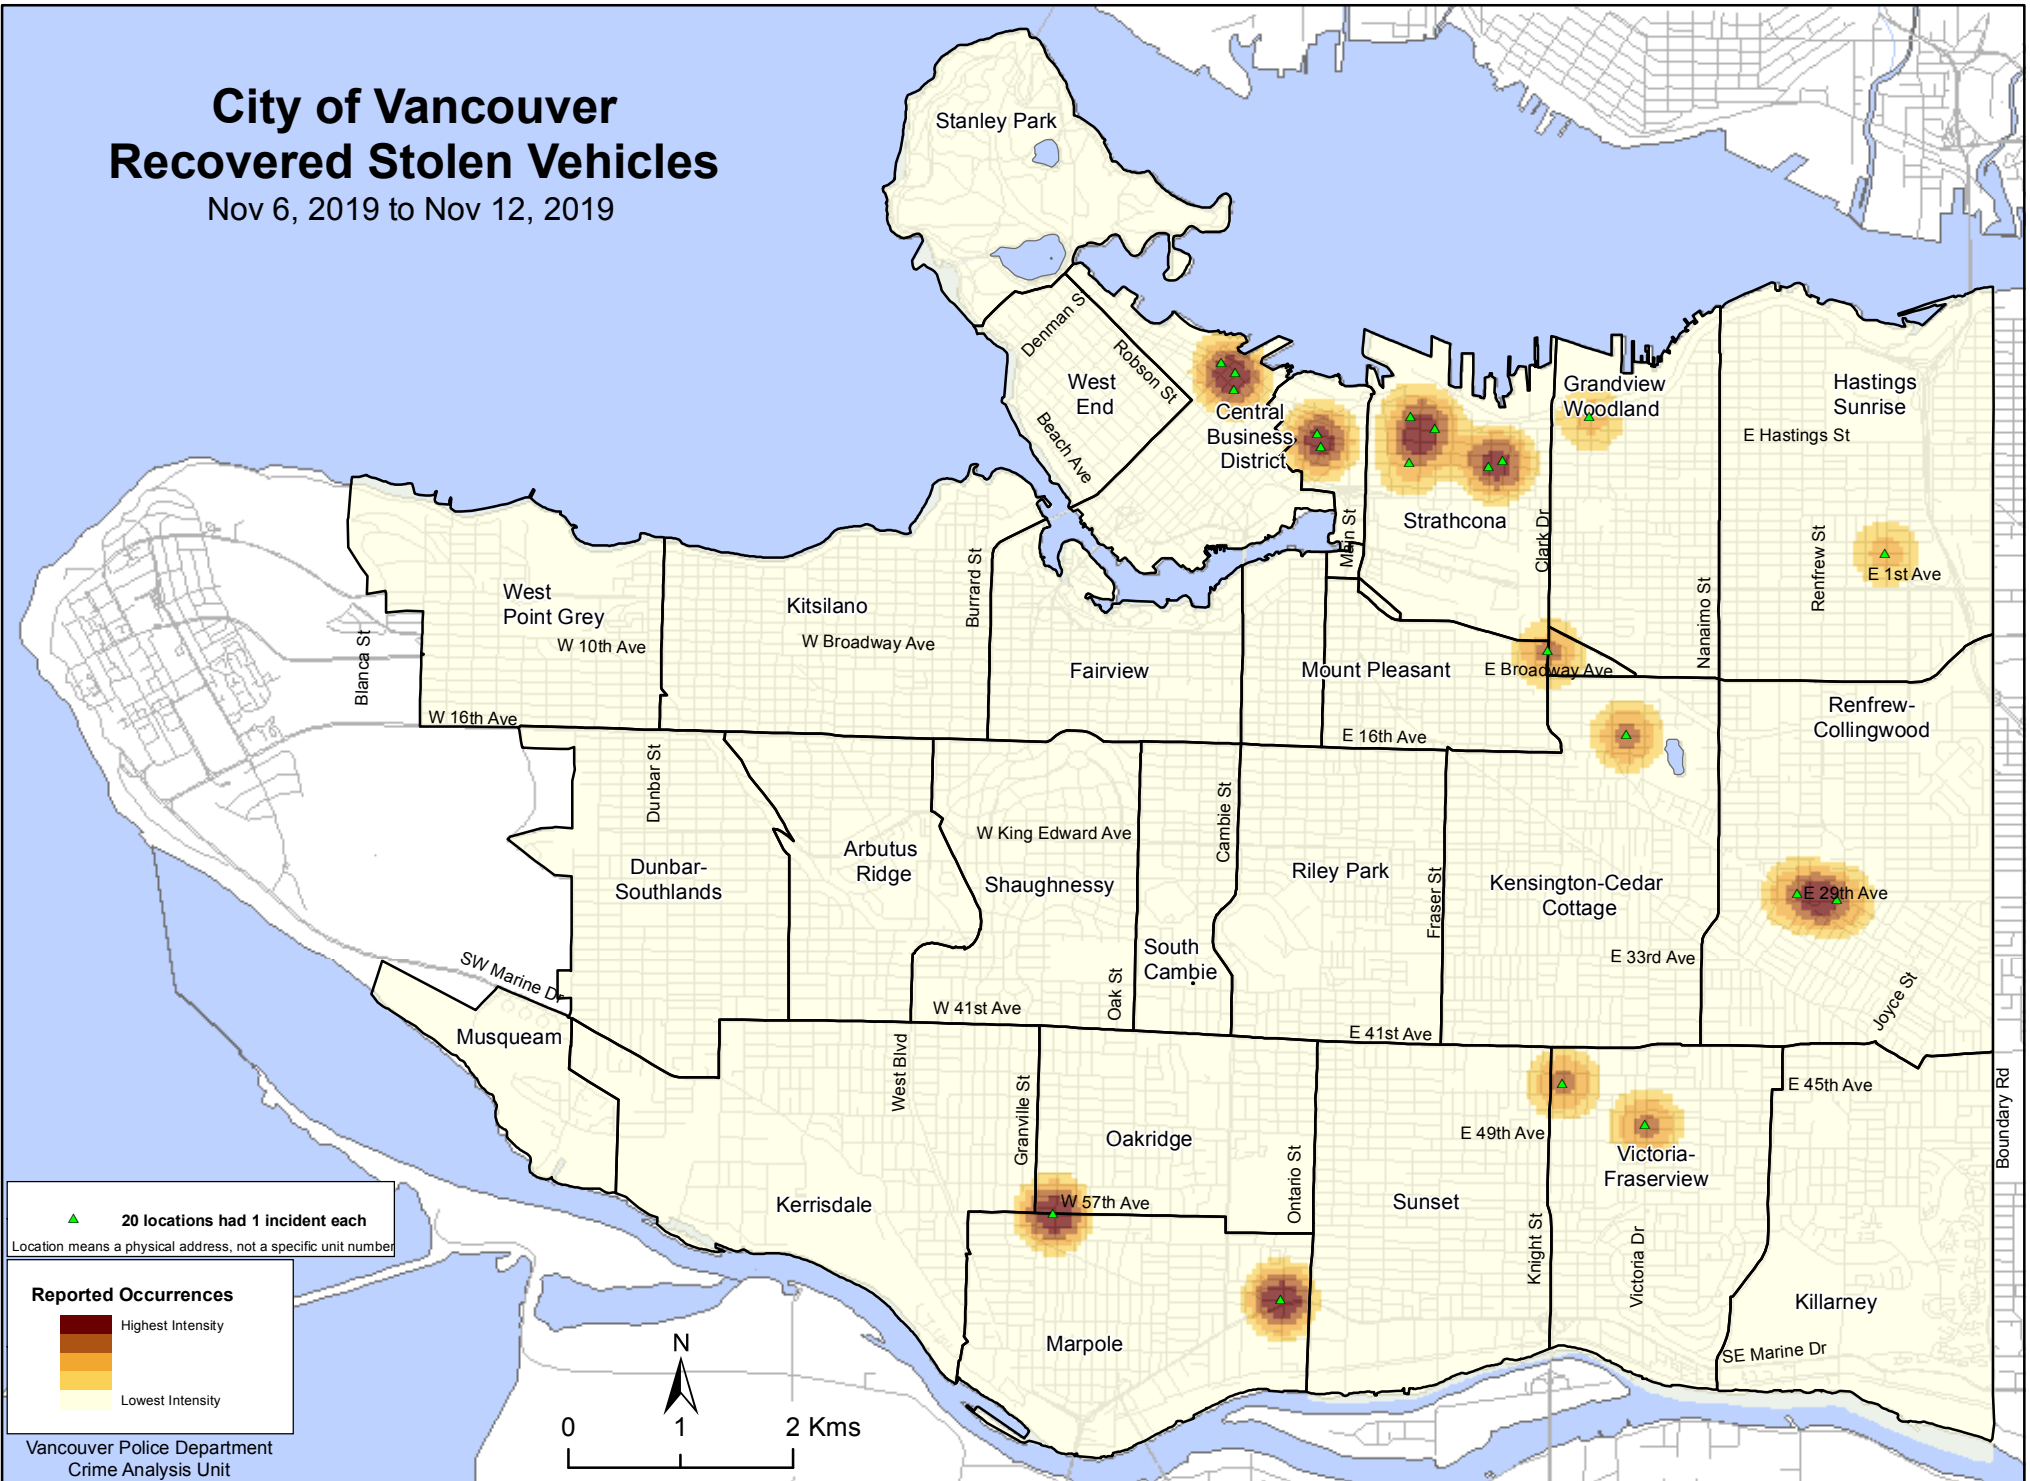 City of Vancouver
Recovered Stolen Vehicles
Nov 6, 2019 to Nov 12, 2019
Stanley Park
Denman S
Robson St
West
End
Beach Ave
Central
Business
District
Grandview
Woodland
Hastings
Sunrise
E Hastings St
Strathcona
Main St
Clark Dr
Renfrew St
E 1st Ave
Nanaimo St
West
Point Grey
W 10th Ave
Blanca St
W 16th Ave
Kitsilano
W Broadway Ave
Burrard St
Fairview
Mount Pleasant
E Broadway Ave
E 16th Ave
Renfrew-
Collingwood
Dunbar St
Dunbar-
Southlands
Arbutus
Ridge
W King Edward Ave
Shaughnessy
Cambie St
South
Cambie
Oak St
W 41st Ave
Riley Park
Fraser St
Kensington-Cedar
Cottage
E 29th Ave
E 33rd Ave
Joyce St
E 41st Ave
SW Marine Dr
Musqueam
West Blvd
Granville St
Kerrisdale
Oakridge
W 57th Ave
Ontario St
Sunset
E 49th Ave
Knight St
Victoria-
Fraserview
Victoria Dr
E 45th Ave
Boundary Rd
Killarney
SE Marine Dr
Marpole
20 locations had 1 incident each
Location means a physical address, not a specific unit number
Reported Occurrences
Highest Intensity
Lowest Intensity
Vancouver Police Department
Crime Analysis Unit
N
0 1 2 Kms